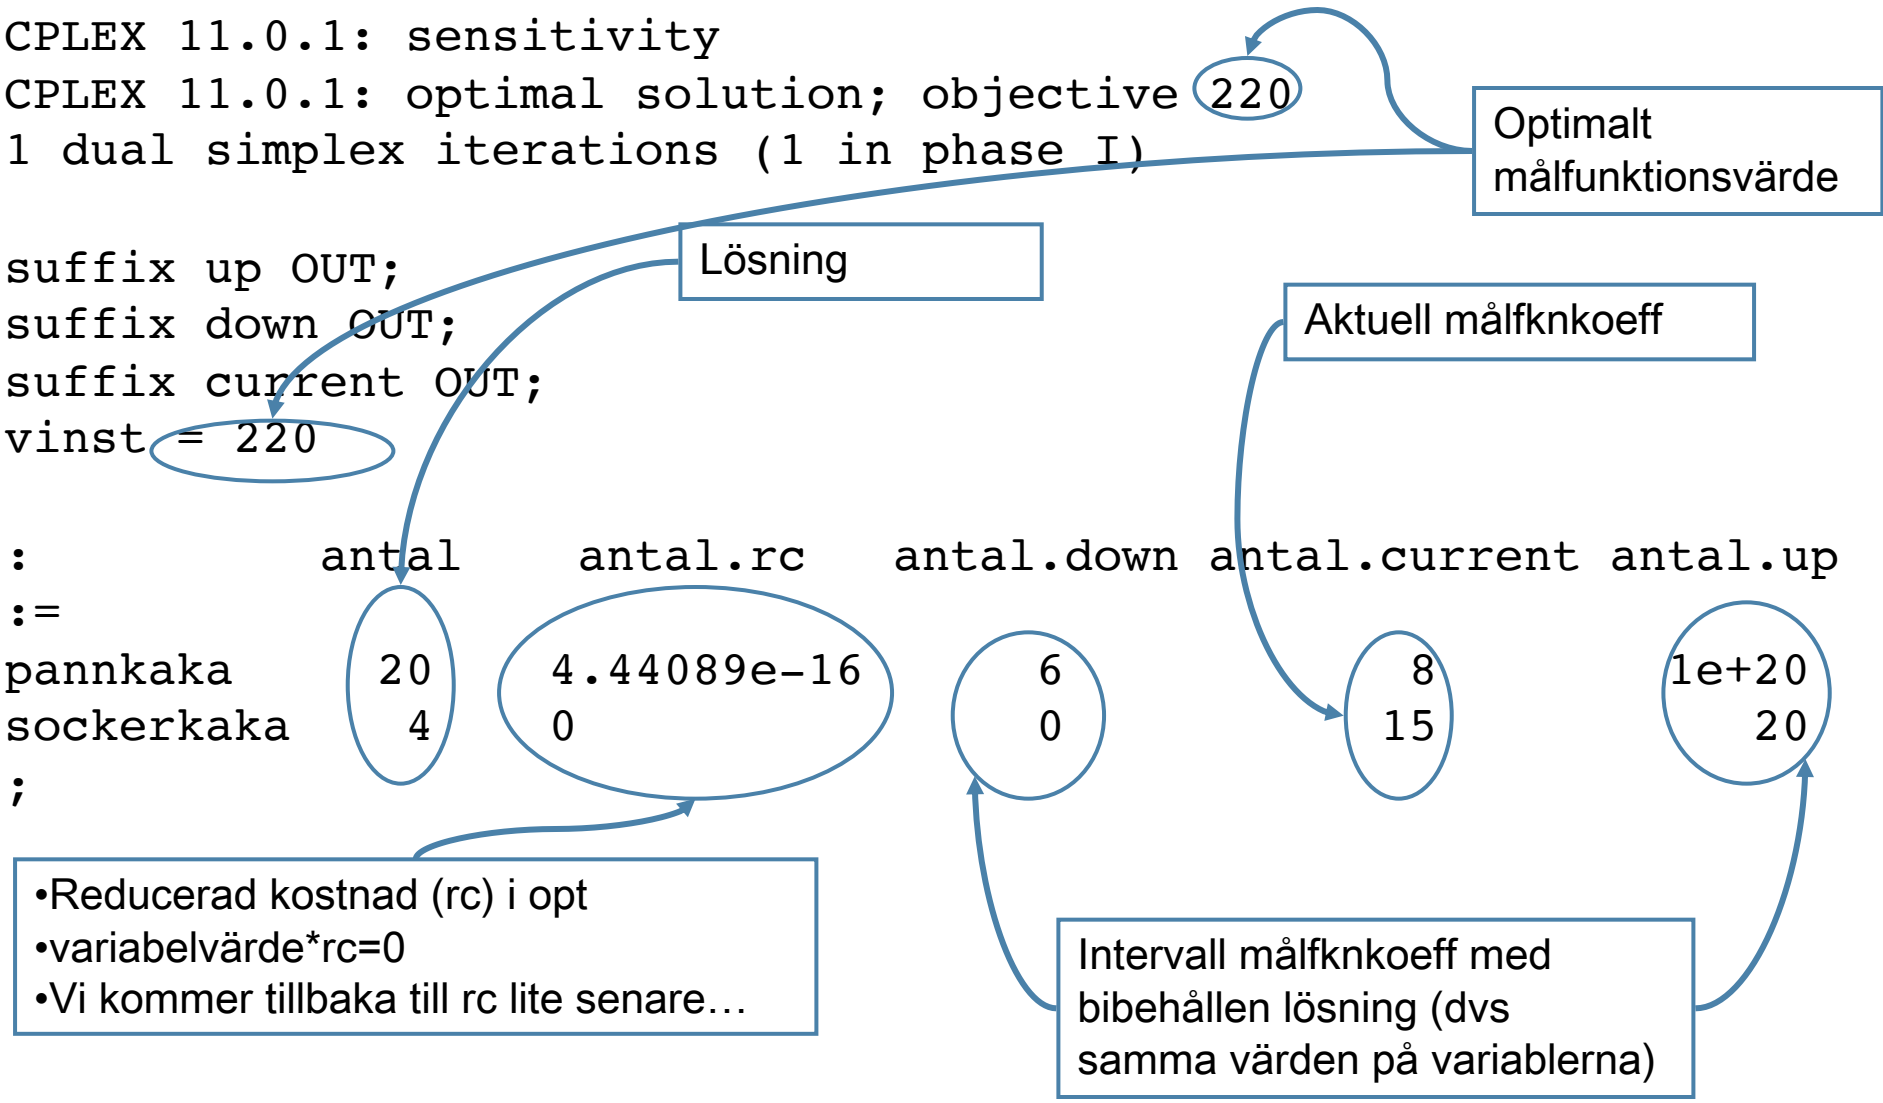 CPLEX 11.0.1: sensitivity
CPLEX 11.0.1: optimal solution; objective 220
1 dual simplex iterations (1 in phase I)
Optimalt
målfunktionsvärde
suffix up OUT;
suffix down OUT;
suffix current OUT;
vinst = 220
Lösning
Aktuell målfknkoeff
: antal antal.rc antal.down antal.current antal.up
:=
pannkaka 20 4.44089e-16 6 8 1e+20
sockerkaka 4 0 0 15 20
;
•Reducerad kostnad (rc) i opt
•variabelvärde*rc=0
•Vi kommer tillbaka till rc lite senare…
Intervall målfknkoeff med
bibehållen lösning (dvs
samma värden på variablerna)